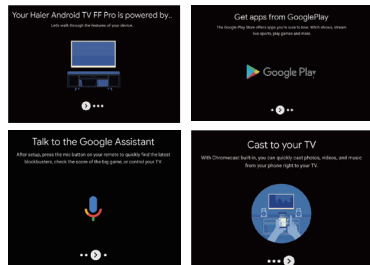 Your Haier Android TV FF Pro is powered by..
Let's walk through the features of your device.
Get apps from GooglePlay
The Google Play Store offers apps you're sure to love. Bitch shows, stream
live sports, play games and more.
Google Play
Talk to the Google Assistant
After setup, press the mic button on your remote to quickly find the latest
blockbusters, check the score of the big game, or control your TV.
Cast to your TV
With Chromecast built-in, you can quickly cast photos, videos, and music
from your phone right to your TV.